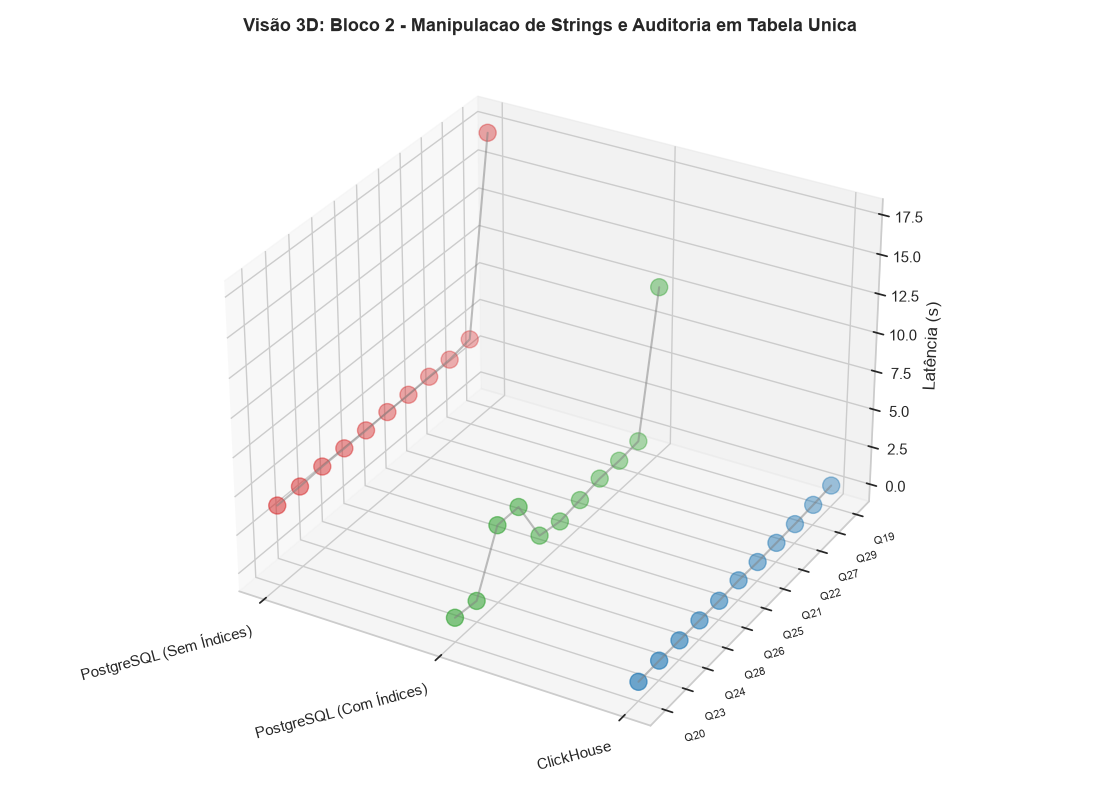 Visão 3D: Bloco 2 - Manipulacao de Strings e Auditoria em Tabela Unica
17.5
15.0
12.5
10.0
7.5
5.0
2.5
0.0
Latência (s)
Q19
Q29
Q27
Q22
Q21
Q25
Q26
Q28
Q24
Q23
Q20
PostgreSQL (Sem Índices)
PostgreSQL (Com Índices)
ClickHouse